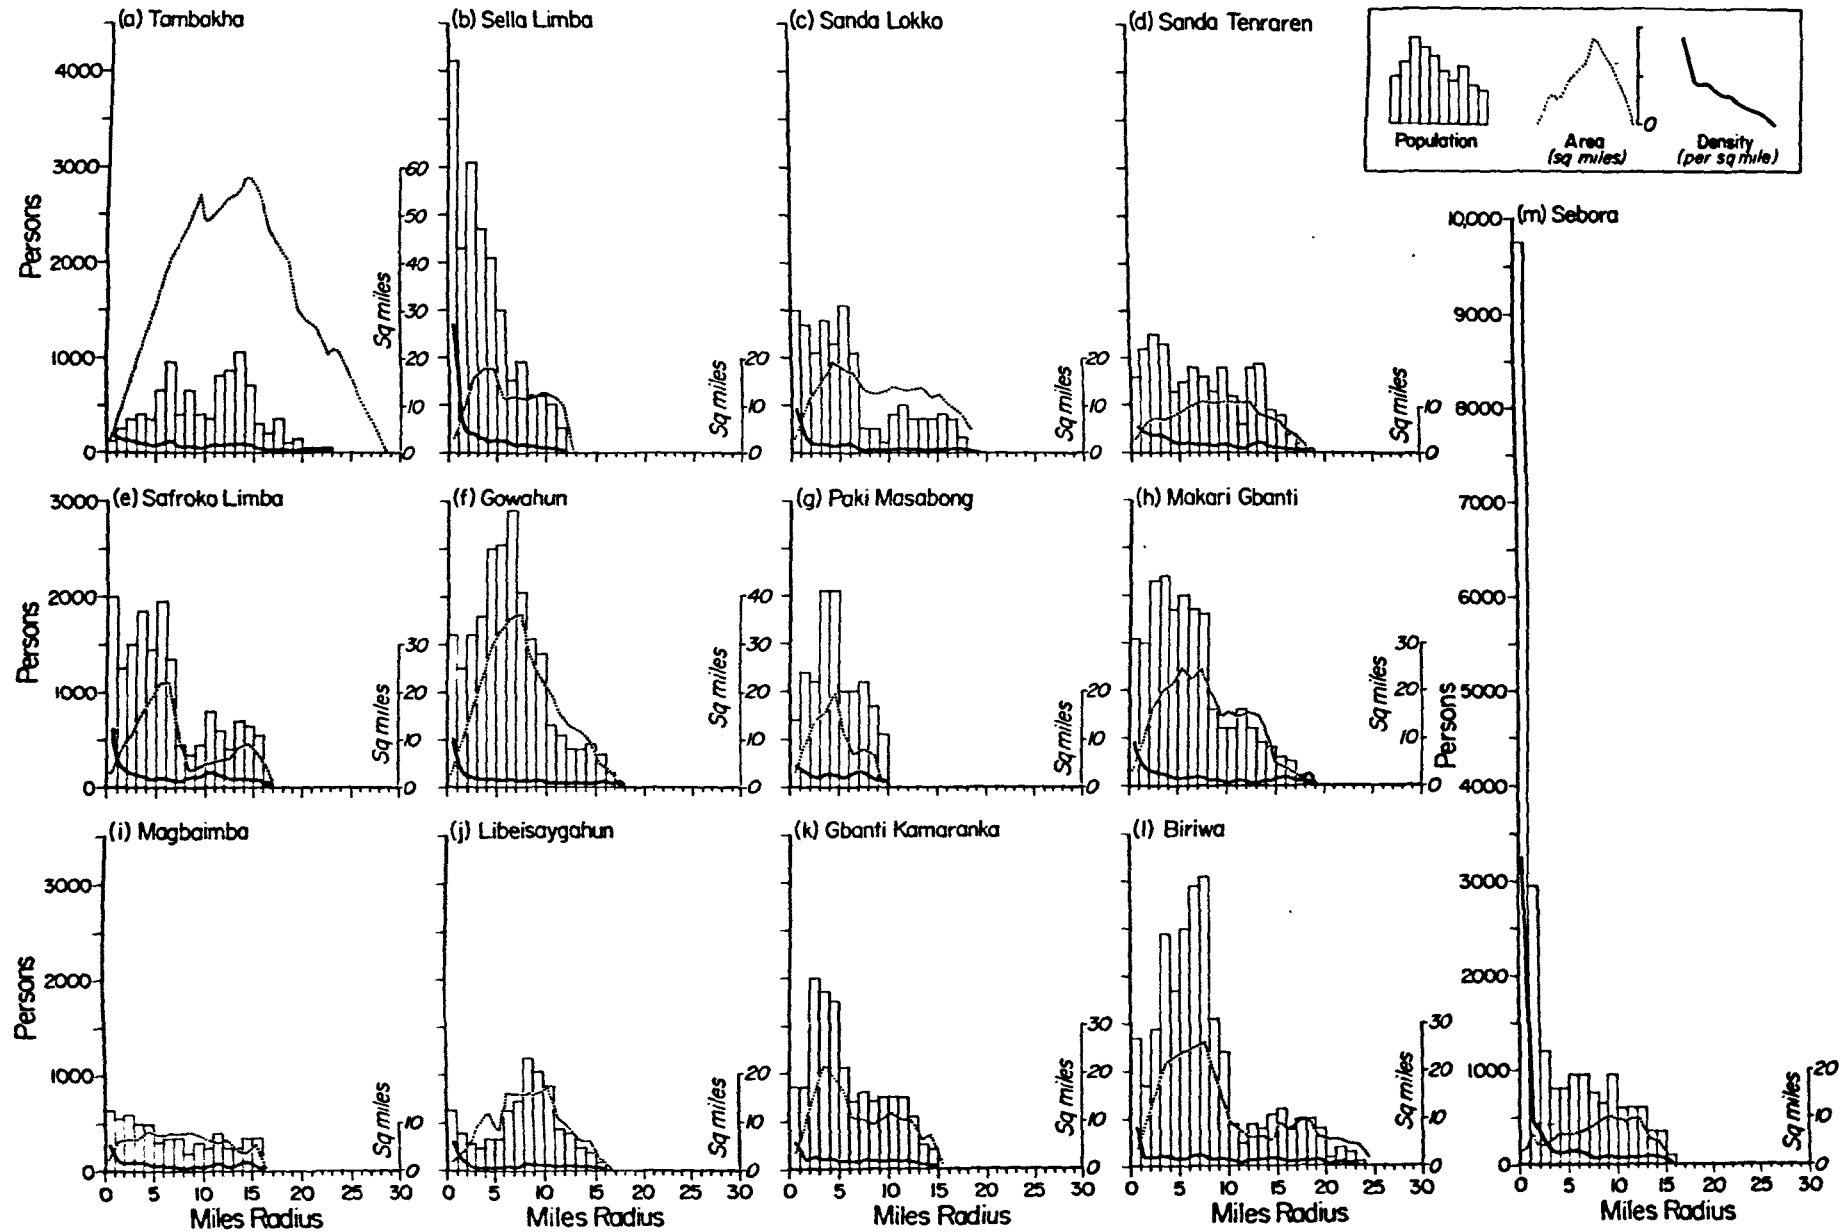 (a) Tambakha
(b) Sella Limba
(c) Sanda Lokko
(d) Sanda Tenraren
Population
Area
(sq miles)
0
Density
(per sq mile)
Persons
4000
3000
2000
1000
0
Sq miles
60
50
40
30
20
10
0
Sq miles
20
10
0
Sq miles
20
10
0
Sq miles
10
0
(e) Safroko Limba
(f) Gowahun
(g) Paki Masabong
(h) Makari Gbanti
Persons
3000
2000
1000
0
Sq miles
30
20
10
0
Sq miles
40
30
20
10
0
Sq miles
20
10
0
Sq miles
30
20
10
0
(i) Magbaimba
(j) Libeisaygahun
(k) Gbanti Kamaranka
(l) Biriwa
Persons
3000
2000
1000
0
Sq miles
10
0
Sq miles
20
10
0
Sq miles
30
20
10
0
Sq miles
30
20
10
0
0 5 10 15 20 25 30
Miles Radius
0 5 10 15 20 25 30
Miles Radius
0 5 10 15 20 25 30
Miles Radius
0 5 10 15 20 25 30
Miles Radius
(m) Sebora
Persons
10,000
9000
8000
7000
6000
5000
4000
3000
2000
1000
0
Sq miles
20
10
0
0 5 10 15 20 25 30
Miles Radius